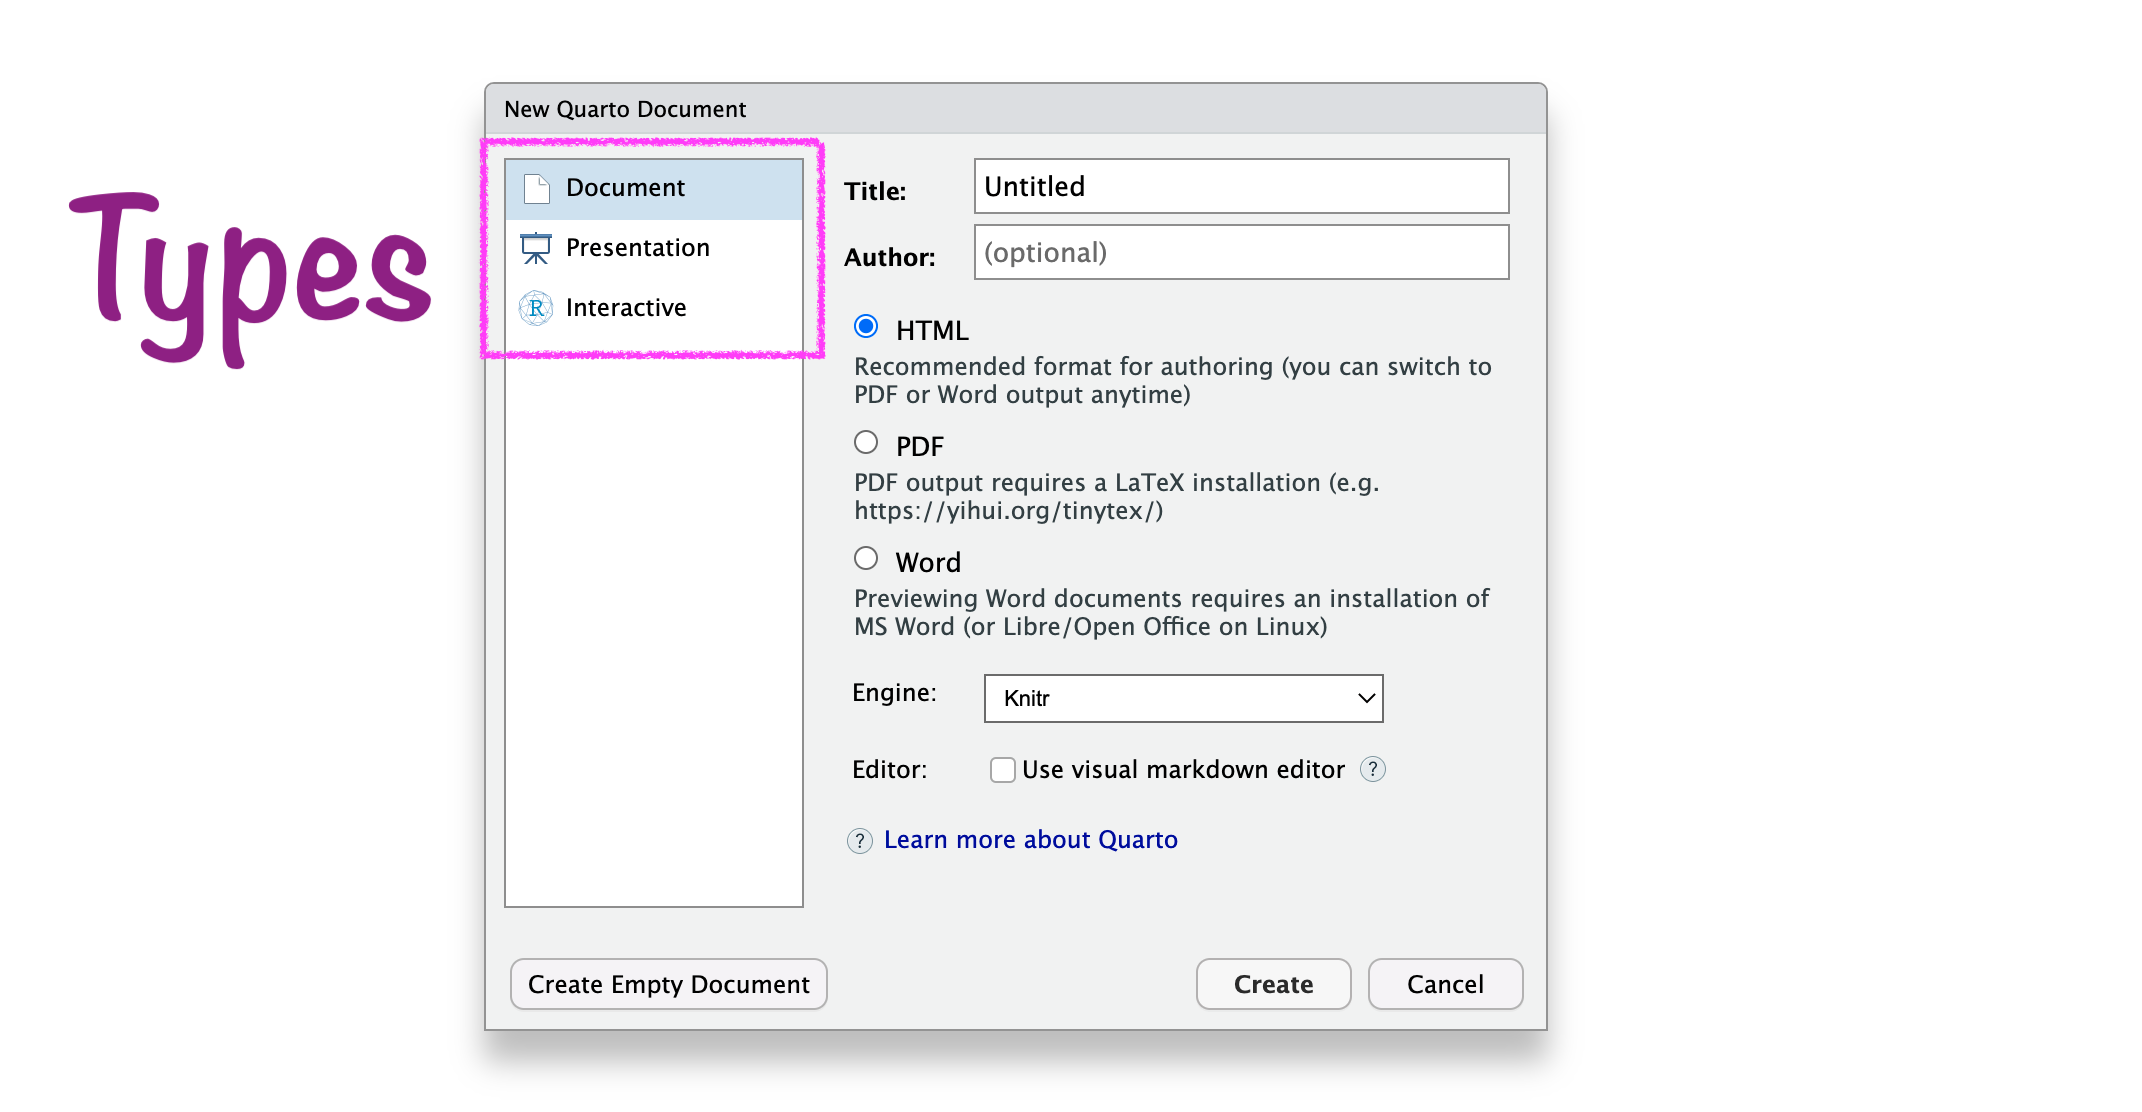 Types
New Quarto Document
Document
Presentation
R Interactive
Title: Untitled
Author: (optional)
HTML
Recommended format for authoring (you can switch to
PDF or Word output anytime)
PDF
PDF output requires a LaTeX installation (e.g.
https://yihui.org/tinytex/)
Word
Previewing Word documents requires an installation of
MS Word (or Libre/Open Office on Linux)
Engine: Knitr
Editor: Use visual markdown editor ?
? Learn more about Quarto
Create Empty Document Create Cancel